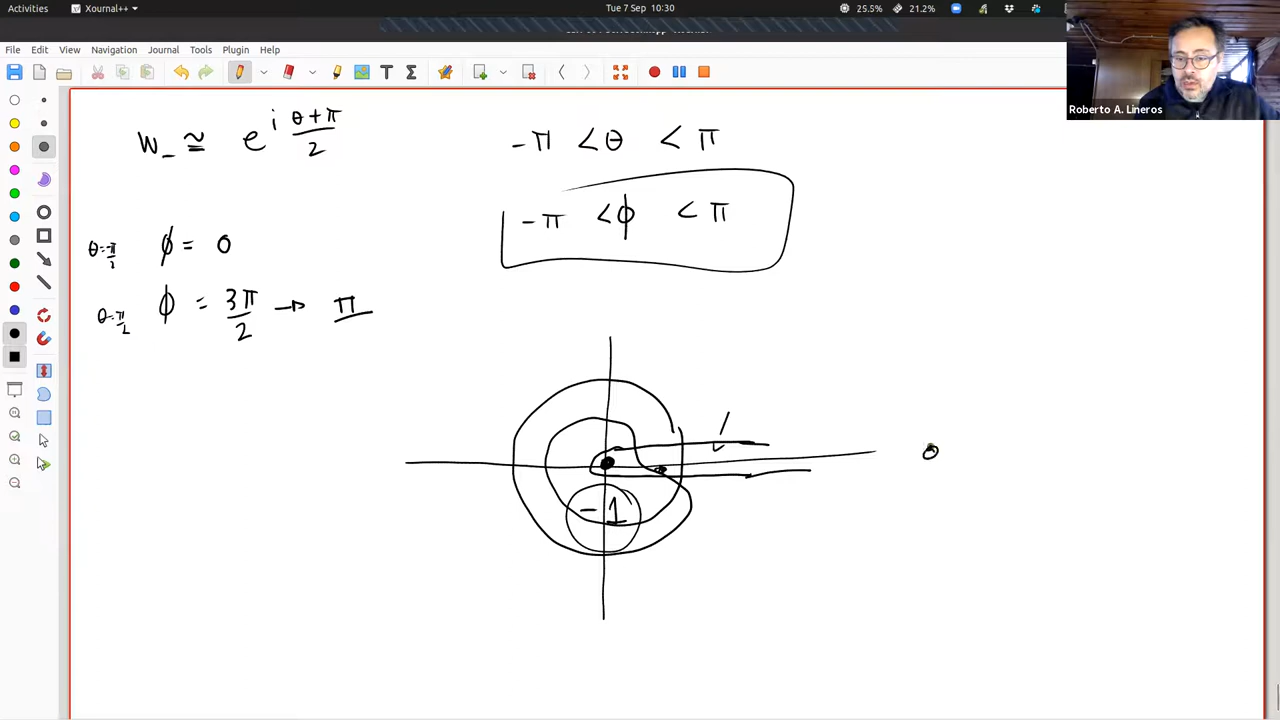 Activities Xournal++ Tue 7 Sep 10:30 25.5% 21.2%
File Edit View Navigation Journal Tools Plugin Help
Roberto A. Lineros
W_ ≅ e^{i (θ+π)/2} -π < θ < π
-π < φ < π
θ=π/2 φ = 0
θ=π/2 φ = 3π/2 → π
-1